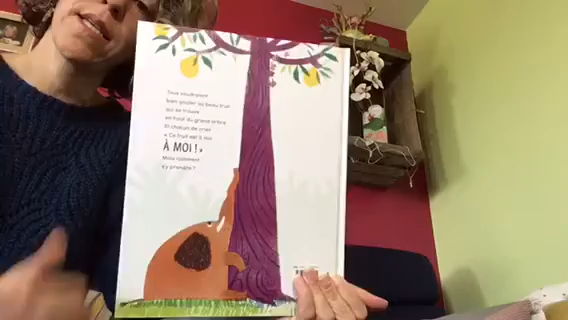 Tous voudraient
bien goûter au beau fruit
qui se trouve
en haut du grand arbre
Et chacun de crier
« Ce fruit est à moi
À MOI ! »
Mais comment
s'y prendre ?